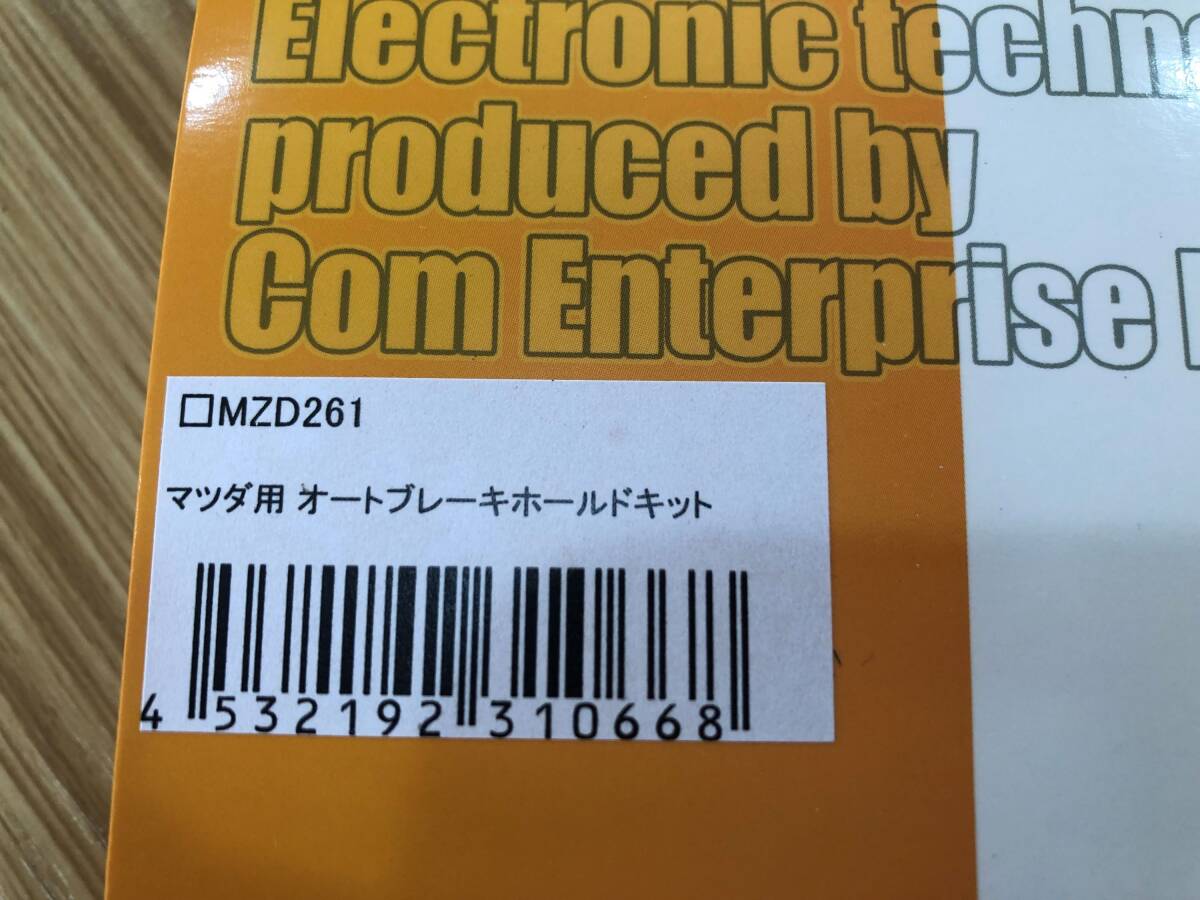 Electronic
produced by
Com Enterprise
□MZD261
マツダ用 オートブレーキホールドキット
4 532192 310668